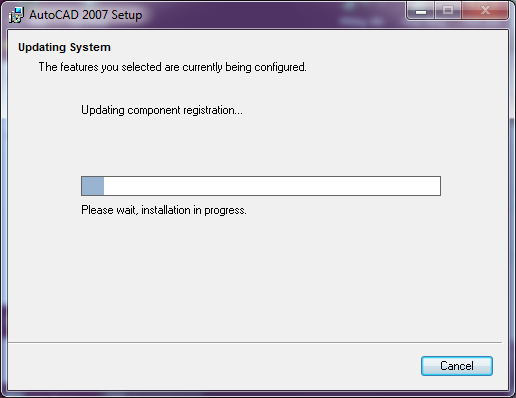 AutoCAD 2007 Setup
Updating System
The features you selected are currently being configured.
Updating component registration...
Please wait, installation in progress.
Cancel